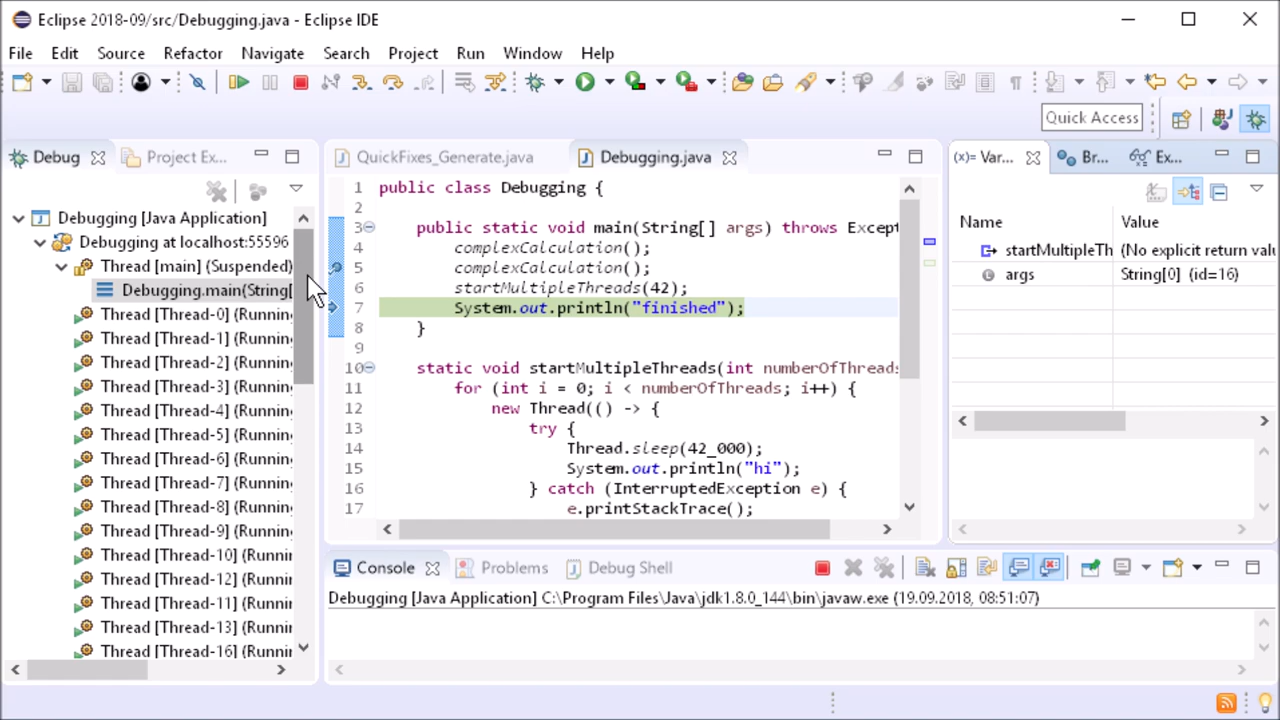 Eclipse 2018-09/src/Debugging.java - Eclipse IDE
File Edit Source Refactor Navigate Search Project Run Window Help
Quick Access
Debug Project Ex... QuickFixes_Generate.java Debugging.java (x)= Var... Br... Ex...
Debugging [Java Application]
Debugging at localhost:55596
Thread [main] (Suspended)
Debugging.main(String[
Thread [Thread-0] (Runnin
Thread [Thread-1] (Runnin
Thread [Thread-2] (Runnin
Thread [Thread-3] (Runnin
Thread [Thread-4] (Runnin
Thread [Thread-5] (Runnin
Thread [Thread-6] (Runnin
Thread [Thread-7] (Runnin
Thread [Thread-8] (Runnin
Thread [Thread-9] (Runnin
Thread [Thread-10] (Runnin
Thread [Thread-12] (Runnin
Thread [Thread-11] (Runnin
Thread [Thread-13] (Runnin
Thread [Thread-16] (Runnin
1 public class Debugging {
2
3 public static void main(String[] args) throws Except
4 complexCalculation();
5 complexCalculation();
6 startMultipleThreads(42);
7 System.out.println("finished");
8 }
9
10 static void startMultipleThreads(int numberOfThreads
11 for (int i = 0; i < numberOfThreads; i++) {
12 new Thread(() -> {
13 try {
14 Thread.sleep(42_000);
15 System.out.println("hi");
16 } catch (InterruptedException e) {
17 e.printStackTrace();
Name Value
startMultipleTh (No explicit return valu
args String[0] (id=16)
Console Problems Debug Shell
Debugging [Java Application] C:\Program Files\Java\jdk1.8.0_144\bin\javaw.exe (19.09.2018, 08:51:07)